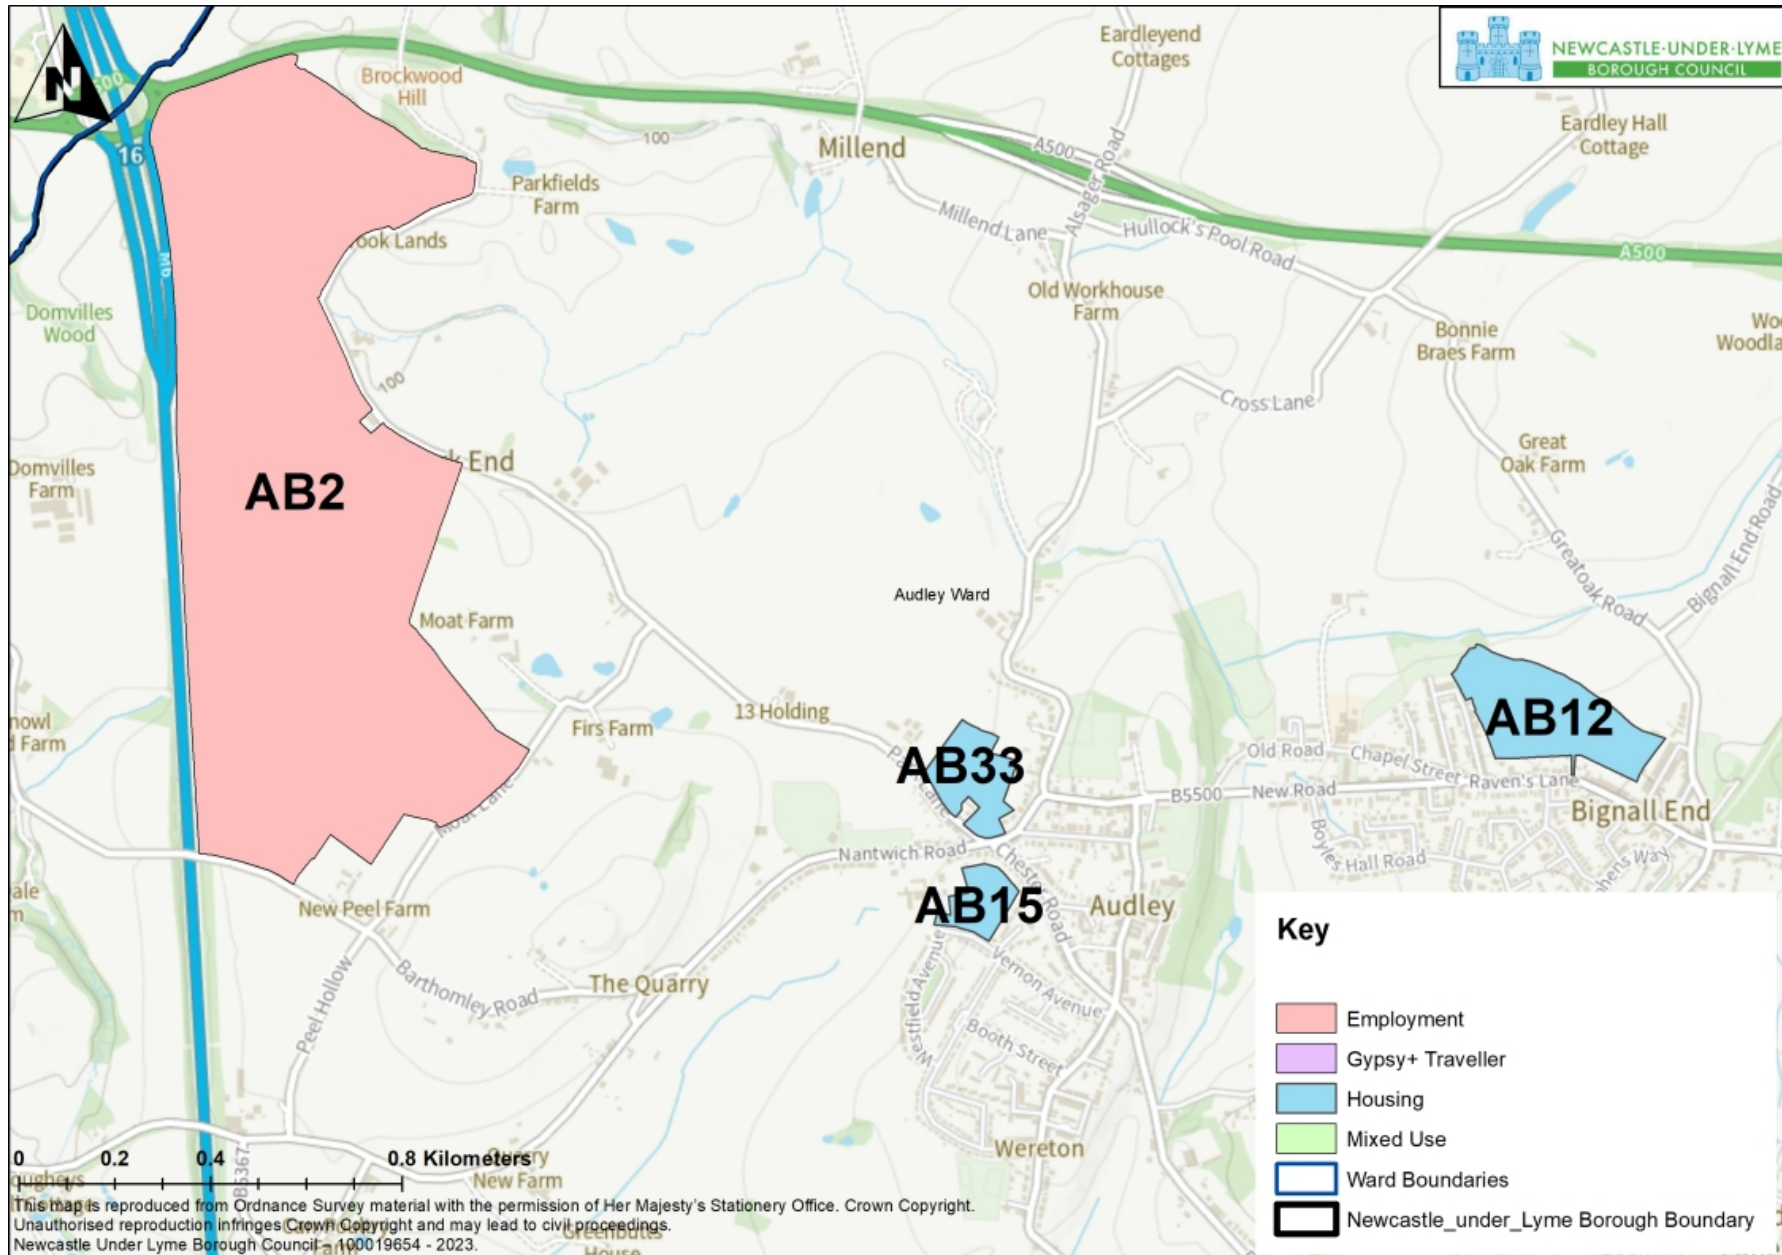 N
NEWCASTLE·UNDER·LYME
BOROUGH COUNCIL
Eardleyend
Cottages
Brockwood
Hill
16
100
Millend
A500
Alsager Road
Eardley Hall
Cottage
Parkfields
Farm
Millend Lane
Hullock's Pool Road
A500
M6
Domvilles
Wood
Old Workhouse
Farm
Bonnie
Braes Farm
100
Cross Lane
Domvilles
Farm
AB2
End
Great
Oak Farm
Greatoak Road
Bignall End Road
Audley Ward
Moat Farm
Firs Farm
13 Holding
AB33
AB12
Old Road
Chapel Street
Raven's Lane
B5500
New Road
Bignall End
Moat Lane
Nantwich Road
Chester Road
Boyles Hall Road
New Peel Farm
AB15
Audley
Peel Hollow
Barthomley Road
The Quarry
Westfield Avenue
Vernon Avenue
Booth Street
Wereton
B5367
Quarry
New Farm
Greenbutts
House
0 0.2 0.4 0.8 Kilometers
This map is reproduced from Ordnance Survey material with the permission of Her Majesty's Stationery Office. Crown Copyright.
Unauthorised reproduction infringes Crown Copyright and may lead to civil proceedings.
Newcastle Under Lyme Borough Council - 100019654 - 2023.
Key
Employment
Gypsy+ Traveller
Housing
Mixed Use
Ward Boundaries
Newcastle_under_Lyme Borough Boundary